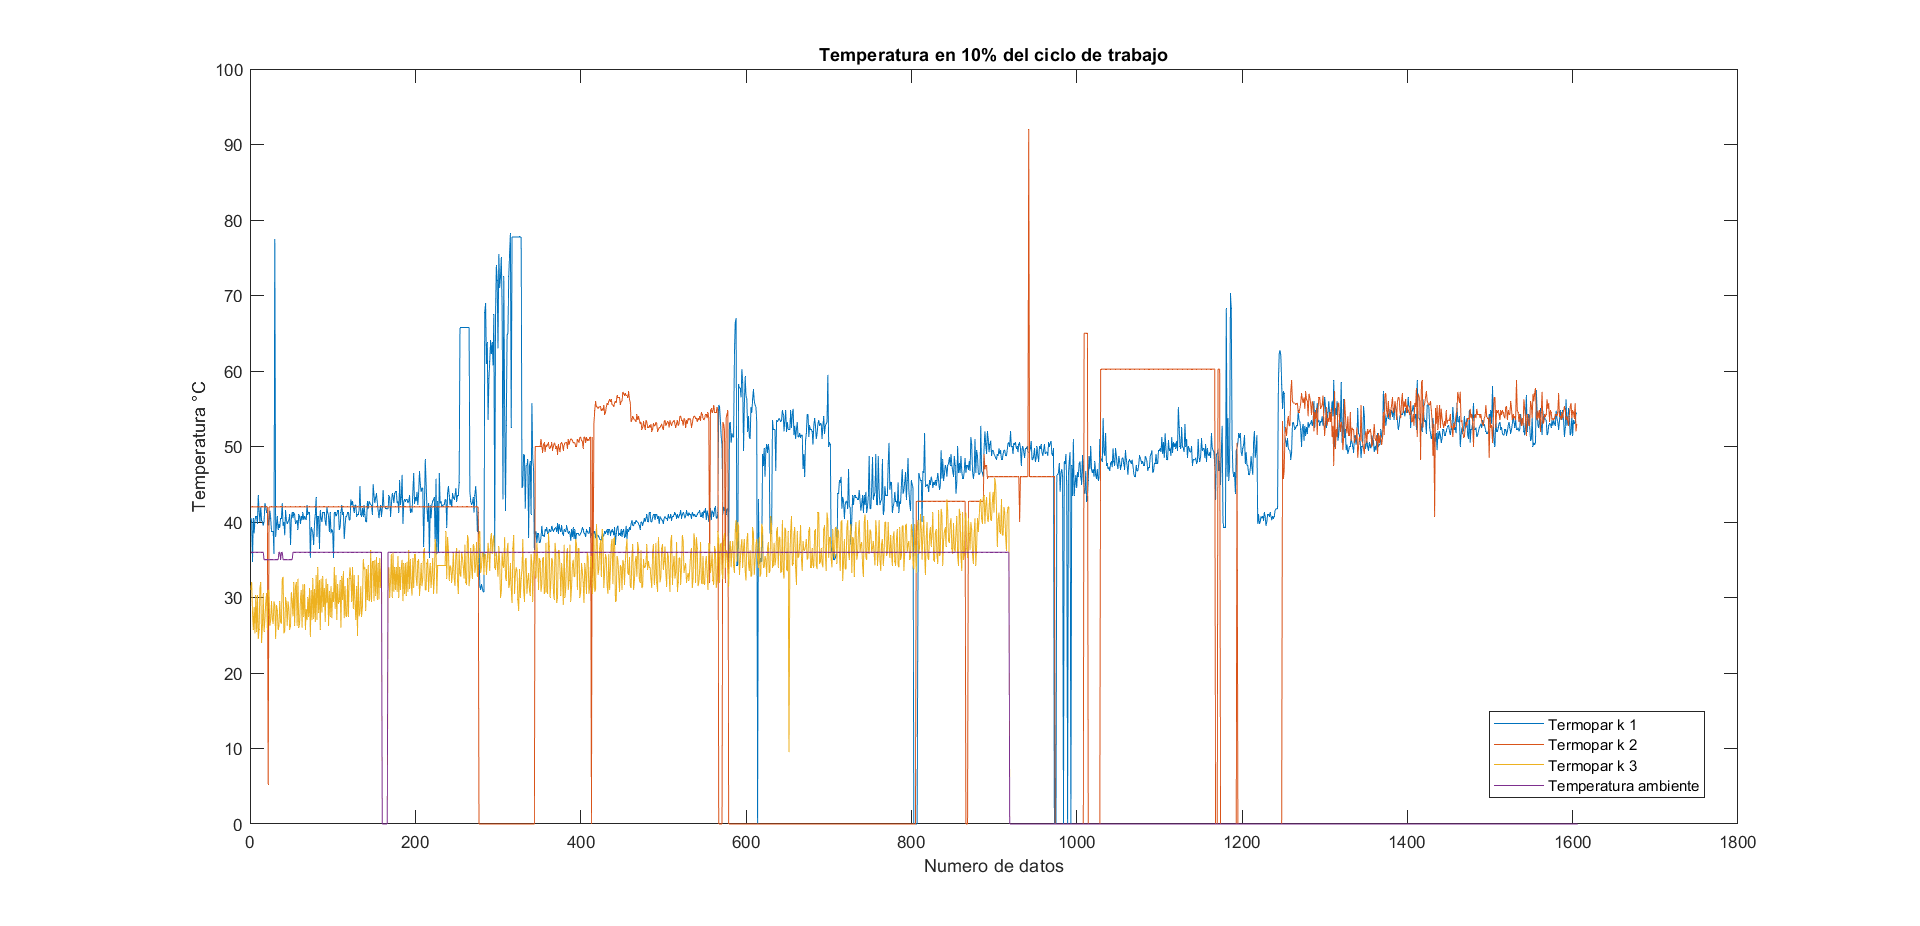 Temperatura en 10% del ciclo de trabajo
100
90
80
70
60
50
40
30
20
10
0
Temperatura °C
0 200 400 600 800 1000 1200 1400 1600 1800
Numero de datos
Termopar k 1
Termopar k 2
Termopar k 3
Temperatura ambiente